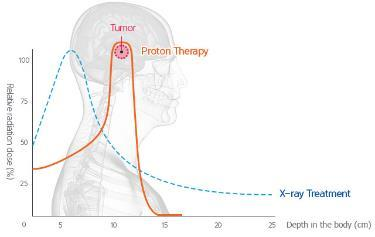 Tumor
Proton Therapy
100
75
50
25
Relative radiation dose (%)
X-ray Treatment
0 5 10 15 20 25 Depth in the body (cm)